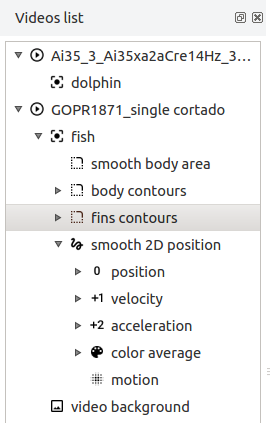 Videos list
Ai35_3_Ai35xa2aCre14Hz_3...
dolphin
GOPR1871_single cortado
fish
smooth body area
body contours
fins contours
smooth 2D position
0 position
+1 velocity
+2 acceleration
color average
motion
video background